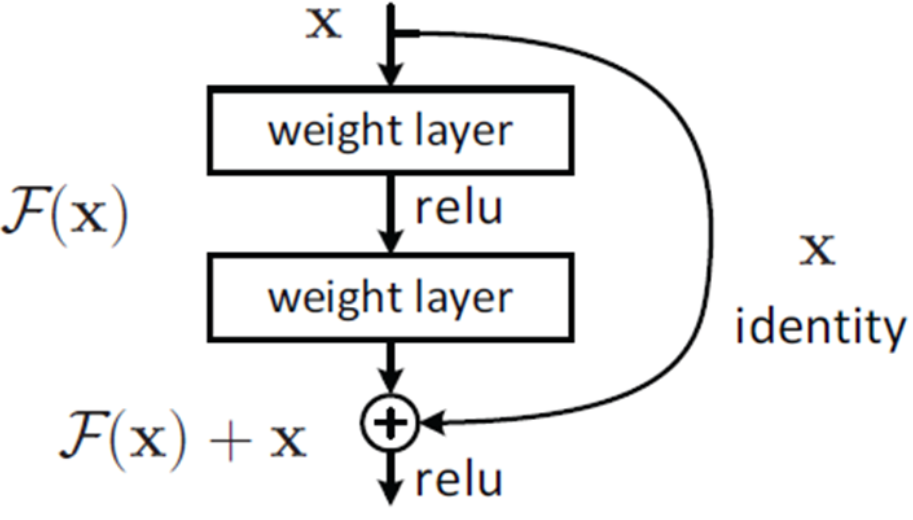 x
weight layer
F(x)
relu
x
weight layer
identity
F(x) + x
relu